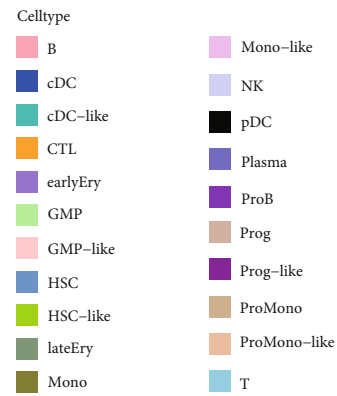 Celltype
B
cDC
cDC−like
CTL
earlyEry
GMP
GMP−like
HSC
HSC−like
lateEry
Mono
Mono−like
NK
pDC
Plasma
ProB
Prog
Prog−like
ProMono
ProMono−like
T